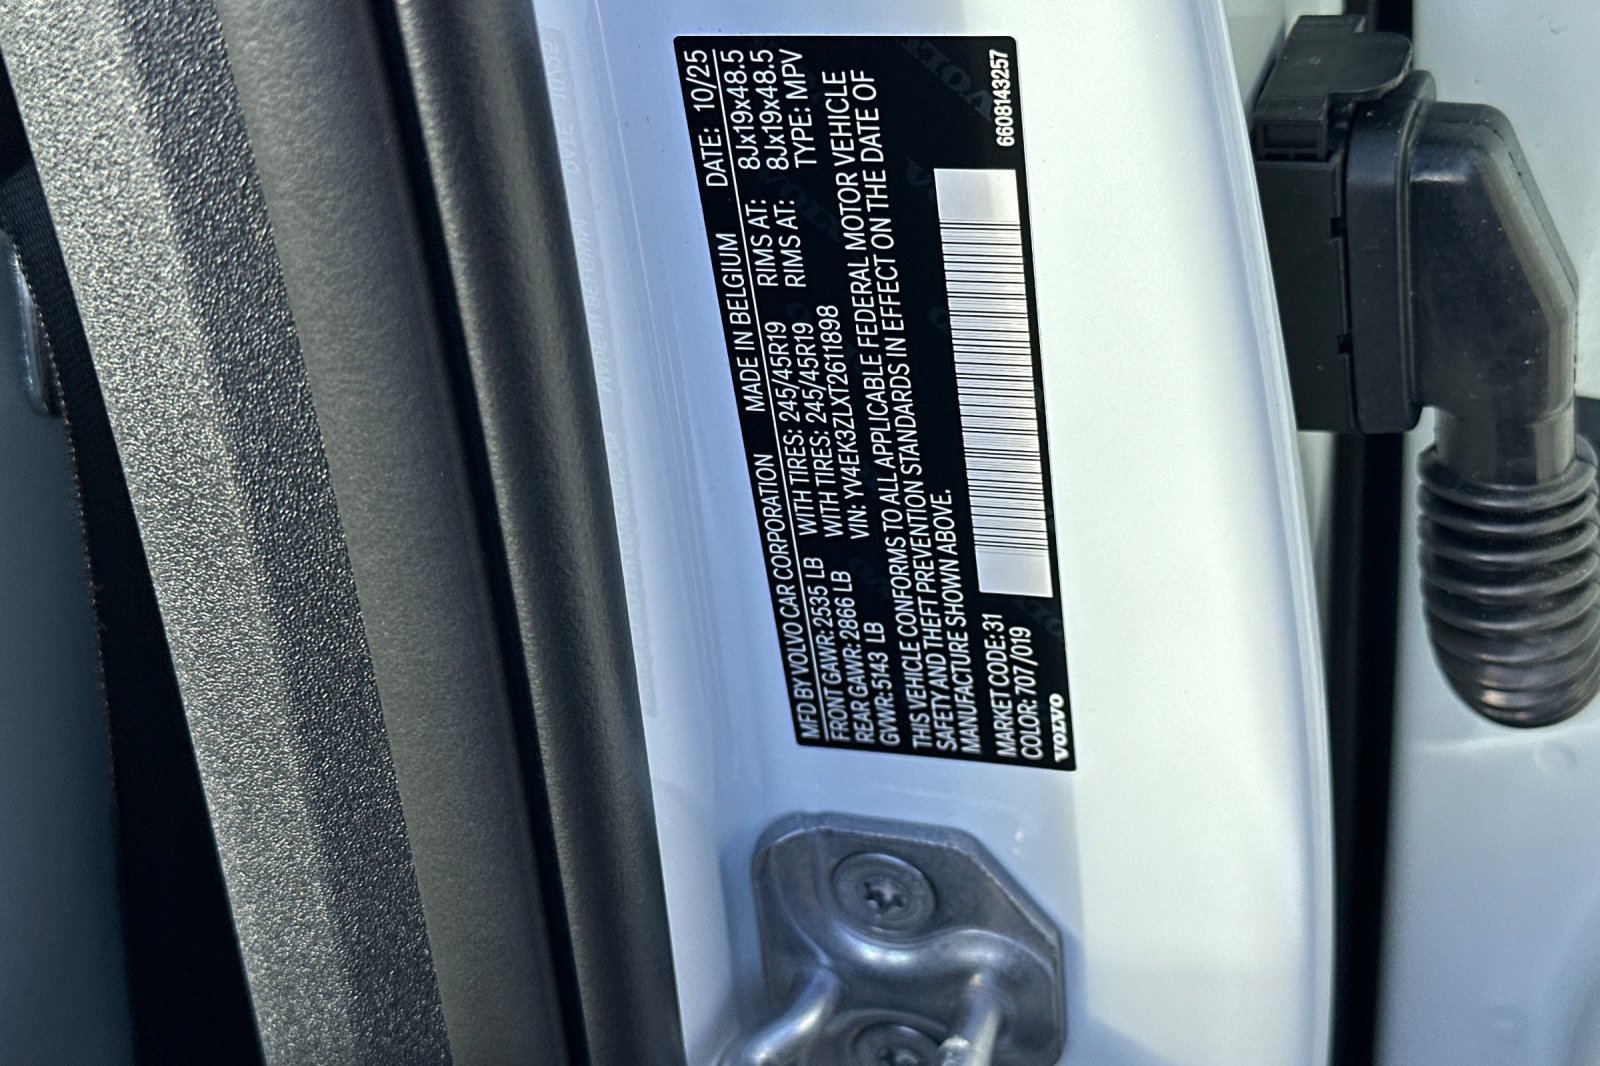 MFD BY VOLVO CAR CORPORATION MADE IN BELGIUM DATE: 10/25
FRONT GAWR: 2535 LB WITH TIRES: 245/45R19 RIMS AT: 8Jx19x48.5
REAR GAWR: 2866 LB WITH TIRES: 245/45R19 RIMS AT: 8Jx19x48.5
GVWR: 5143 LB VIN: YV4EK3ZLXT2611898 TYPE: MPV
THIS VEHICLE CONFORMS TO ALL APPLICABLE FEDERAL MOTOR VEHICLE
SAFETY AND THEFT PREVENTION STANDARDS IN EFFECT ON THE DATE OF
MANUFACTURE SHOWN ABOVE.
MARKET CODE: 31
COLOR: 707/019
VOLVO
6608143257